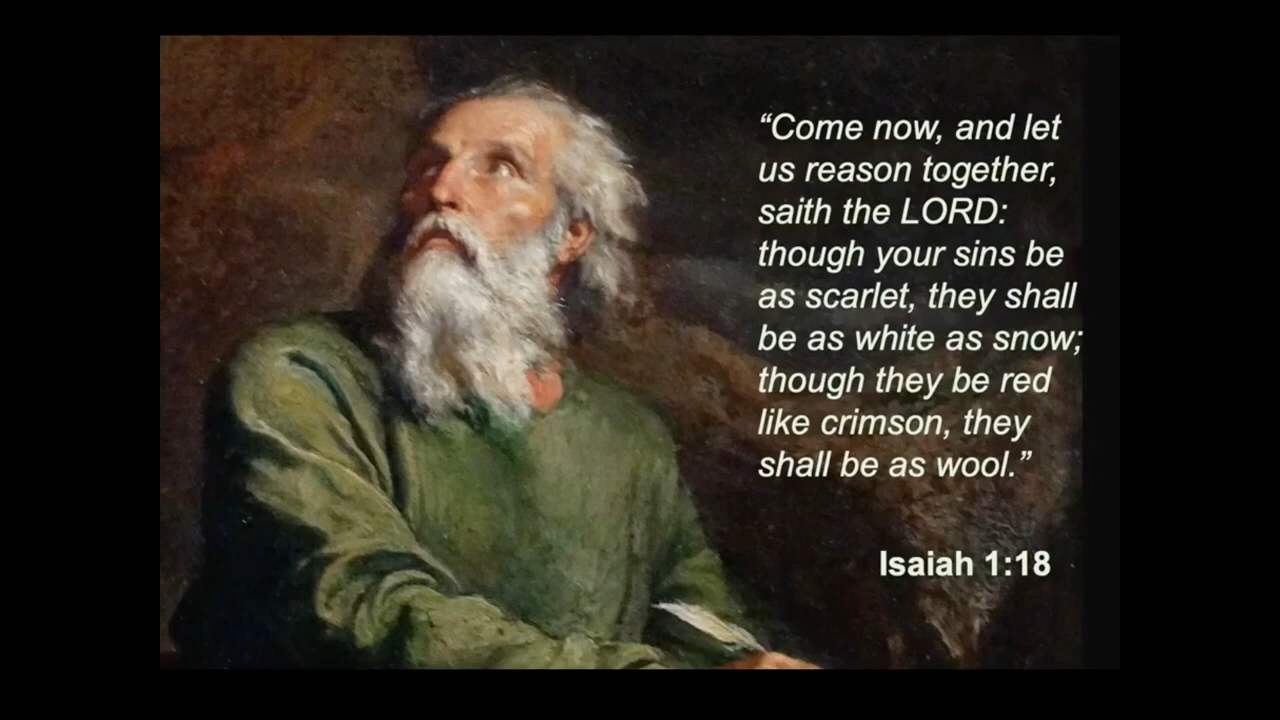 “Come now, and let
us reason together,
saith the LORD:
though your sins be
as scarlet, they shall
be as white as snow;
though they be red
like crimson, they
shall be as wool.”
Isaiah 1:18